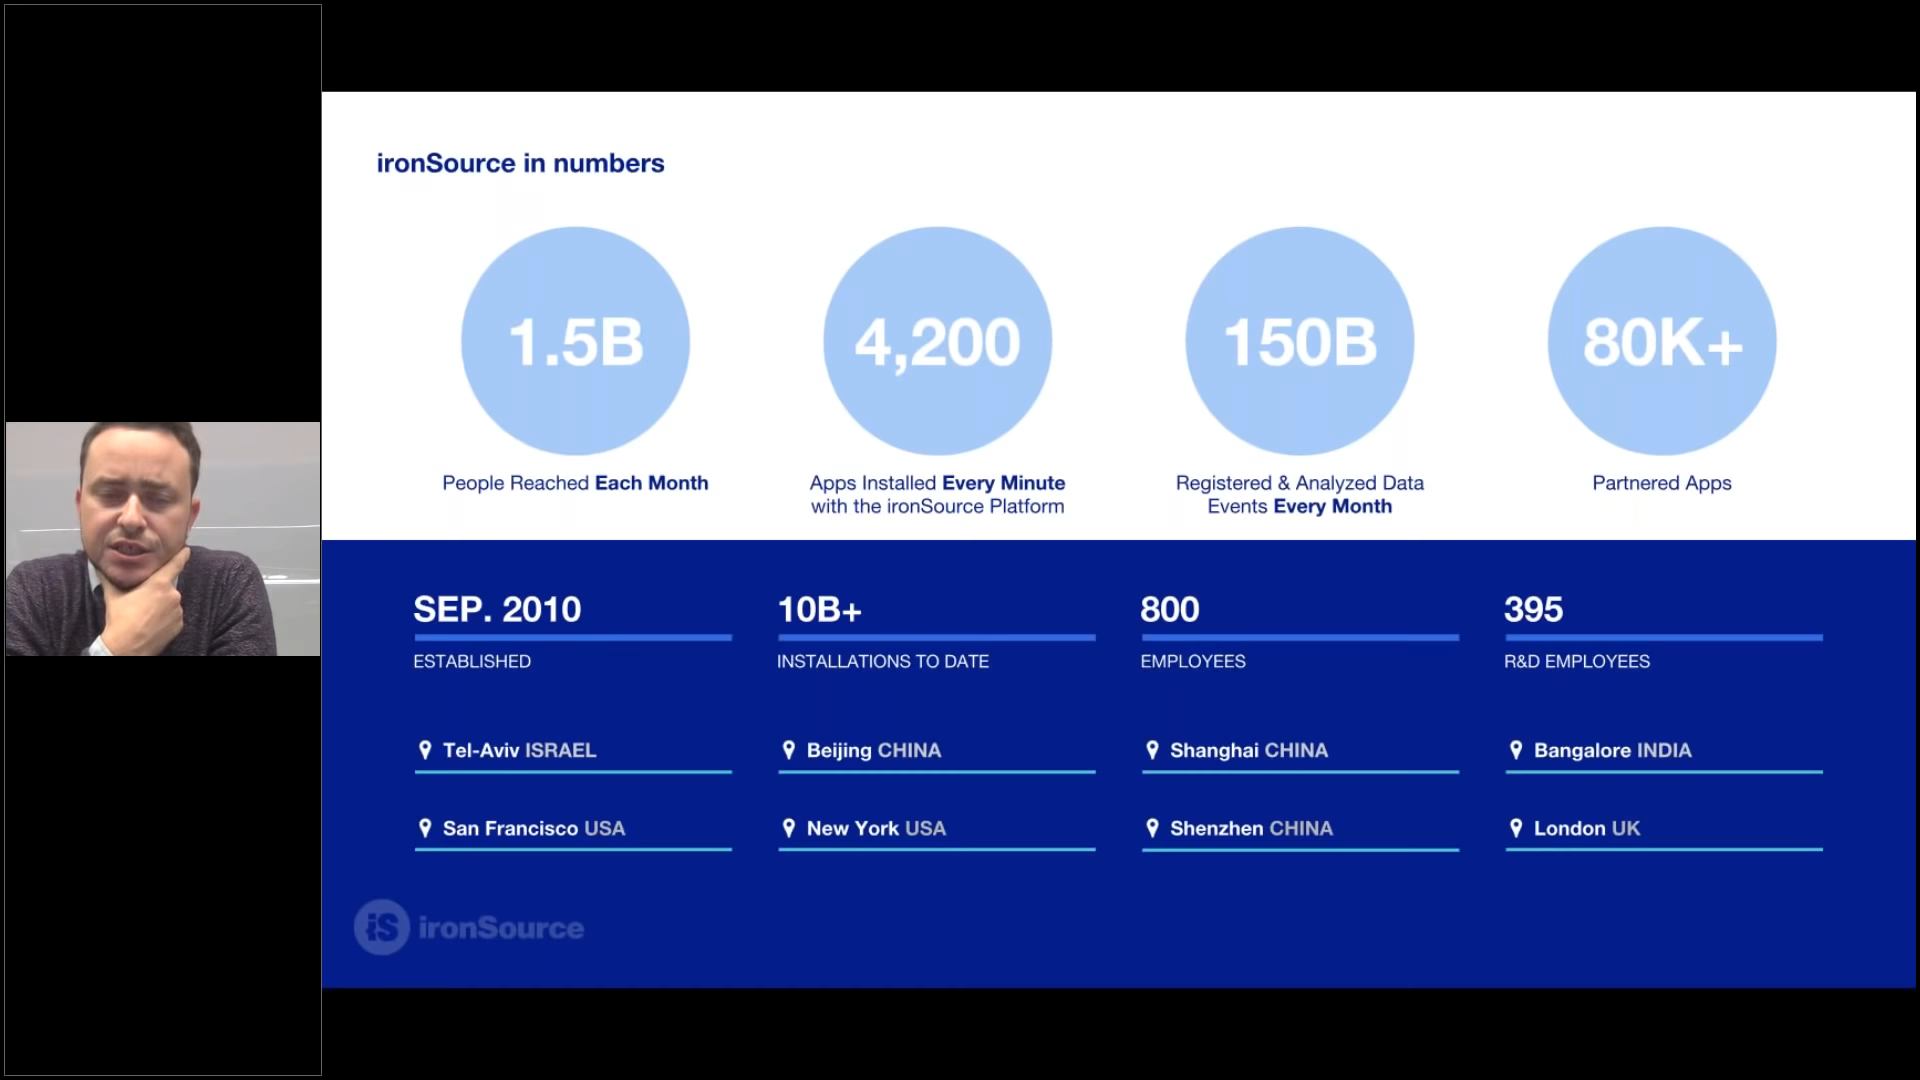 ironSource in numbers
1.5B
4,200
150B
80K+
People Reached Each Month
Apps Installed Every Minute
with the ironSource Platform
Registered & Analyzed Data
Events Every Month
Partnered Apps
SEP. 2010
10B+
800
395
ESTABLISHED
INSTALLATIONS TO DATE
EMPLOYEES
R&D EMPLOYEES
Tel-Aviv ISRAEL
Beijing CHINA
Shanghai CHINA
Bangalore INDIA
San Francisco USA
New York USA
Shenzhen CHINA
London UK
iS ironSource